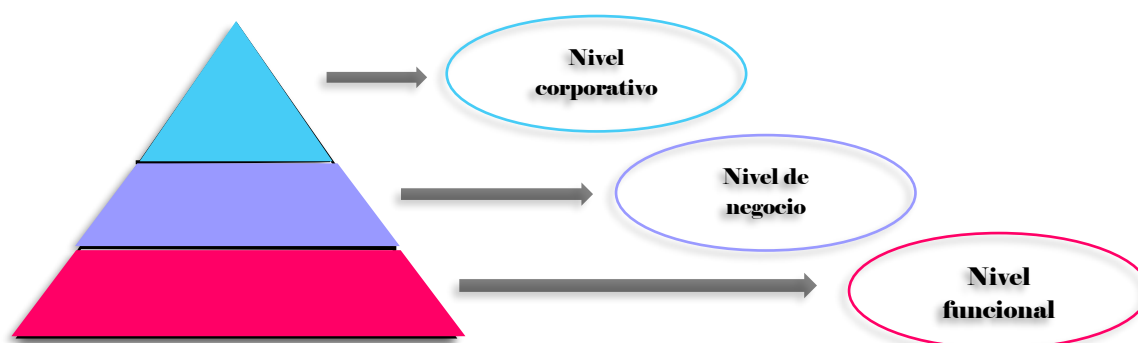 Nivel
corporativo
Nivel de
negocio
Nivel
funcional